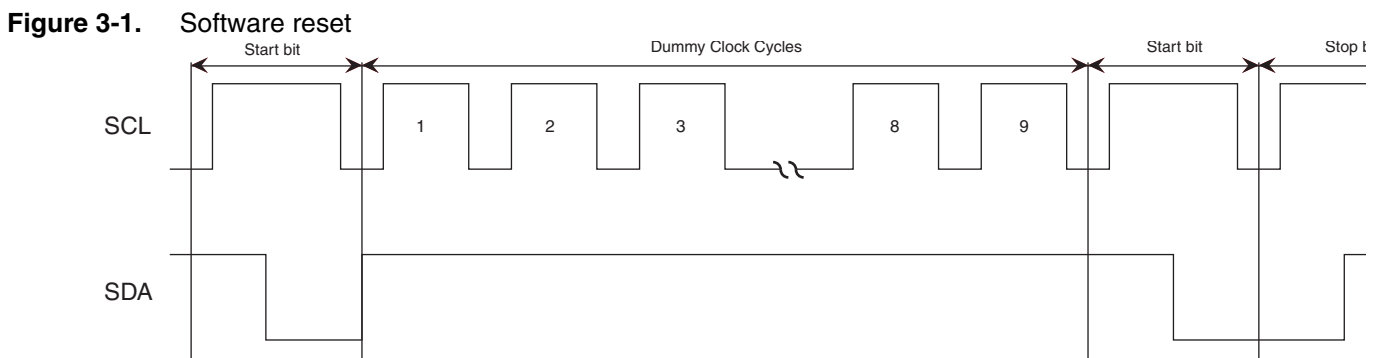 Figure 3-1. Software reset
Start bit Dummy Clock Cycles Start bit Stop
SCL 1 2 3 8 9
SDA